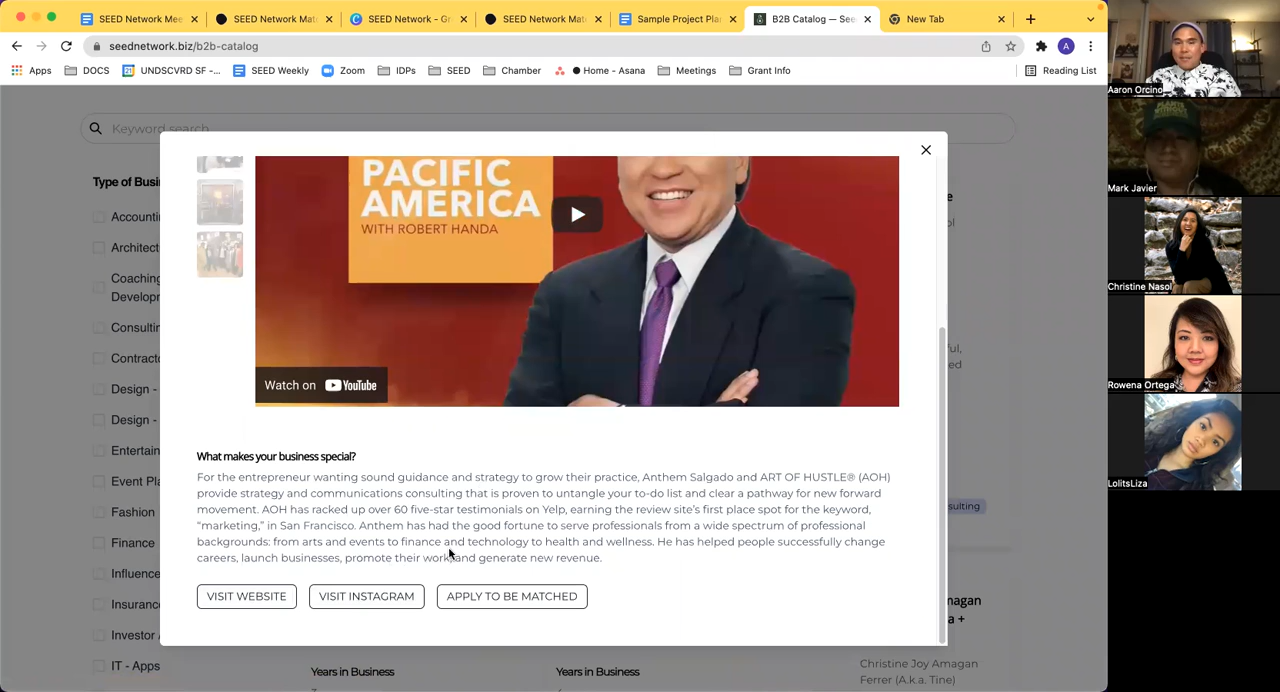 SEED Network Mee
SEED Network Mat
SEED Network - Gr
SEED Network Mat
Sample Project Pla
B2B Catalog — See
New Tab
seednetwork.biz/b2b-catalog
A
Apps
DOCS
UNDSCVRD SF -...
SEED Weekly
Zoom
IDPs
SEED
Chamber
Home - Asana
Meetings
Grant Info
Reading List
Keyword search
Type of Busi
Accounti
Architect
Coaching
Develop
Consultin
Contract
Design -
Design -
Entertain
Event Pla
Fashion
Finance
Influence
Insurance
Investor
IT - Apps
PACIFIC
AMERICA
WITH ROBERT HANDA
Watch on YouTube
What makes your business special?
For the entrepreneur wanting sound guidance and strategy to grow their practice, Anthem Salgado and ART OF HUSTLE® (AOH)
provide strategy and communications consulting that is proven to untangle your to-do list and clear a pathway for new forward
movement. AOH has racked up over 60 five-star testimonials on Yelp, earning the review site's first place spot for the keyword,
"marketing," in San Francisco. Anthem has had the good fortune to serve professionals from a wide spectrum of professional
backgrounds: from arts and events to finance and technology to health and wellness. He has helped people successfully change
careers, launch businesses, promote their work and generate new revenue.
VISIT WEBSITE
VISIT INSTAGRAM
APPLY TO BE MATCHED
Years in Business
Years in Business
e
ol
ful,
ed
sulting
magan
a +
Christine Joy Amagan
Ferrer (A.k.a. Tine)
Aaron Orcino
Mark Javier
Christine Nasol
Rowena Ortega
LolitsLiza